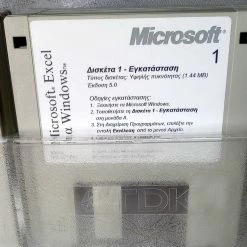 Microsoft®
1
Δισκέτα 1 - Εγκατάσταση
Τύπος δισκέτας: Υψηλής πυκνότητας (1.44 MB)
Έκδοση 5.0
Οδηγίες εγκατάστασης:
1. Ξεκινήστε τα Microsoft Windows.
2. Τοποθετήστε τη Δισκέτα 1 - Εγκατάσταση
στη μονάδα A.
3. Στη Διαχείριση Προγραμμάτων, επιλέξτε την
εντολή Εκτέλεση από το μενού Αρχείο.
Microsoft® Excel
για Windows™
TDK